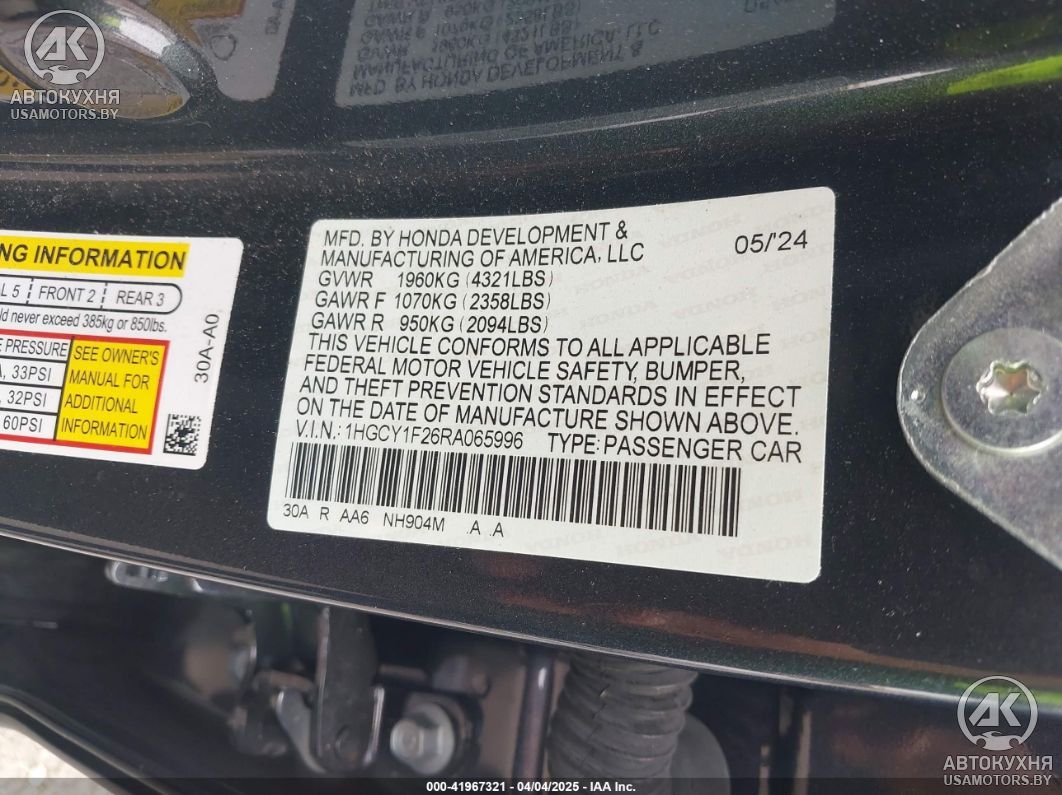 AK
АВТОКУХНЯ
USAMOTORS.BY
MFD. BY HONDA DEVELOPMENT &
MANUFACTURING OF AMERICA, LLC
05/'24
GVWR 1960KG (4321LBS)
GAWR F 1070KG (2358LBS)
GAWR R 950KG (2094LBS)
THIS VEHICLE CONFORMS TO ALL APPLICABLE
FEDERAL MOTOR VEHICLE SAFETY, BUMPER,
AND THEFT PREVENTION STANDARDS IN EFFECT
ON THE DATE OF MANUFACTURE SHOWN ABOVE.
V.I.N.: 1HGCY1F26RA065996 TYPE: PASSENGER CAR
30A R AA6 NH904M .A .A
NG INFORMATION
L 5 FRONT 2 REAR 3
ld never exceed 385kg or 850lbs.
E PRESSURE
A, 33PSI
, 32PSI
60PSI
SEE OWNER'S
MANUAL FOR
ADDITIONAL
INFORMATION
30A-A0
AK
АВТОКУХНЯ
USAMOTORS.BY
000-41967321 - 04/04/2025 - IAA Inc.